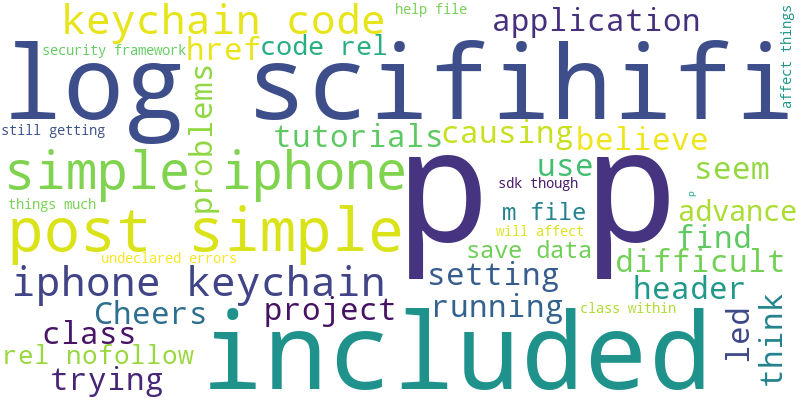 help file
keychain code
application
affect things
security framework
href
code rel
log scifihifi
still getting
problems
tutorials
causing
believe
simple iphone
p p
use
seem
sdk though
p
things much
post simple
m file
advance
will affect
find
save data
undeclared errors
difficult
iphone keychain
setting
header
Cheers
project
running
class within
think
led
class
included
rel nofollow
trying